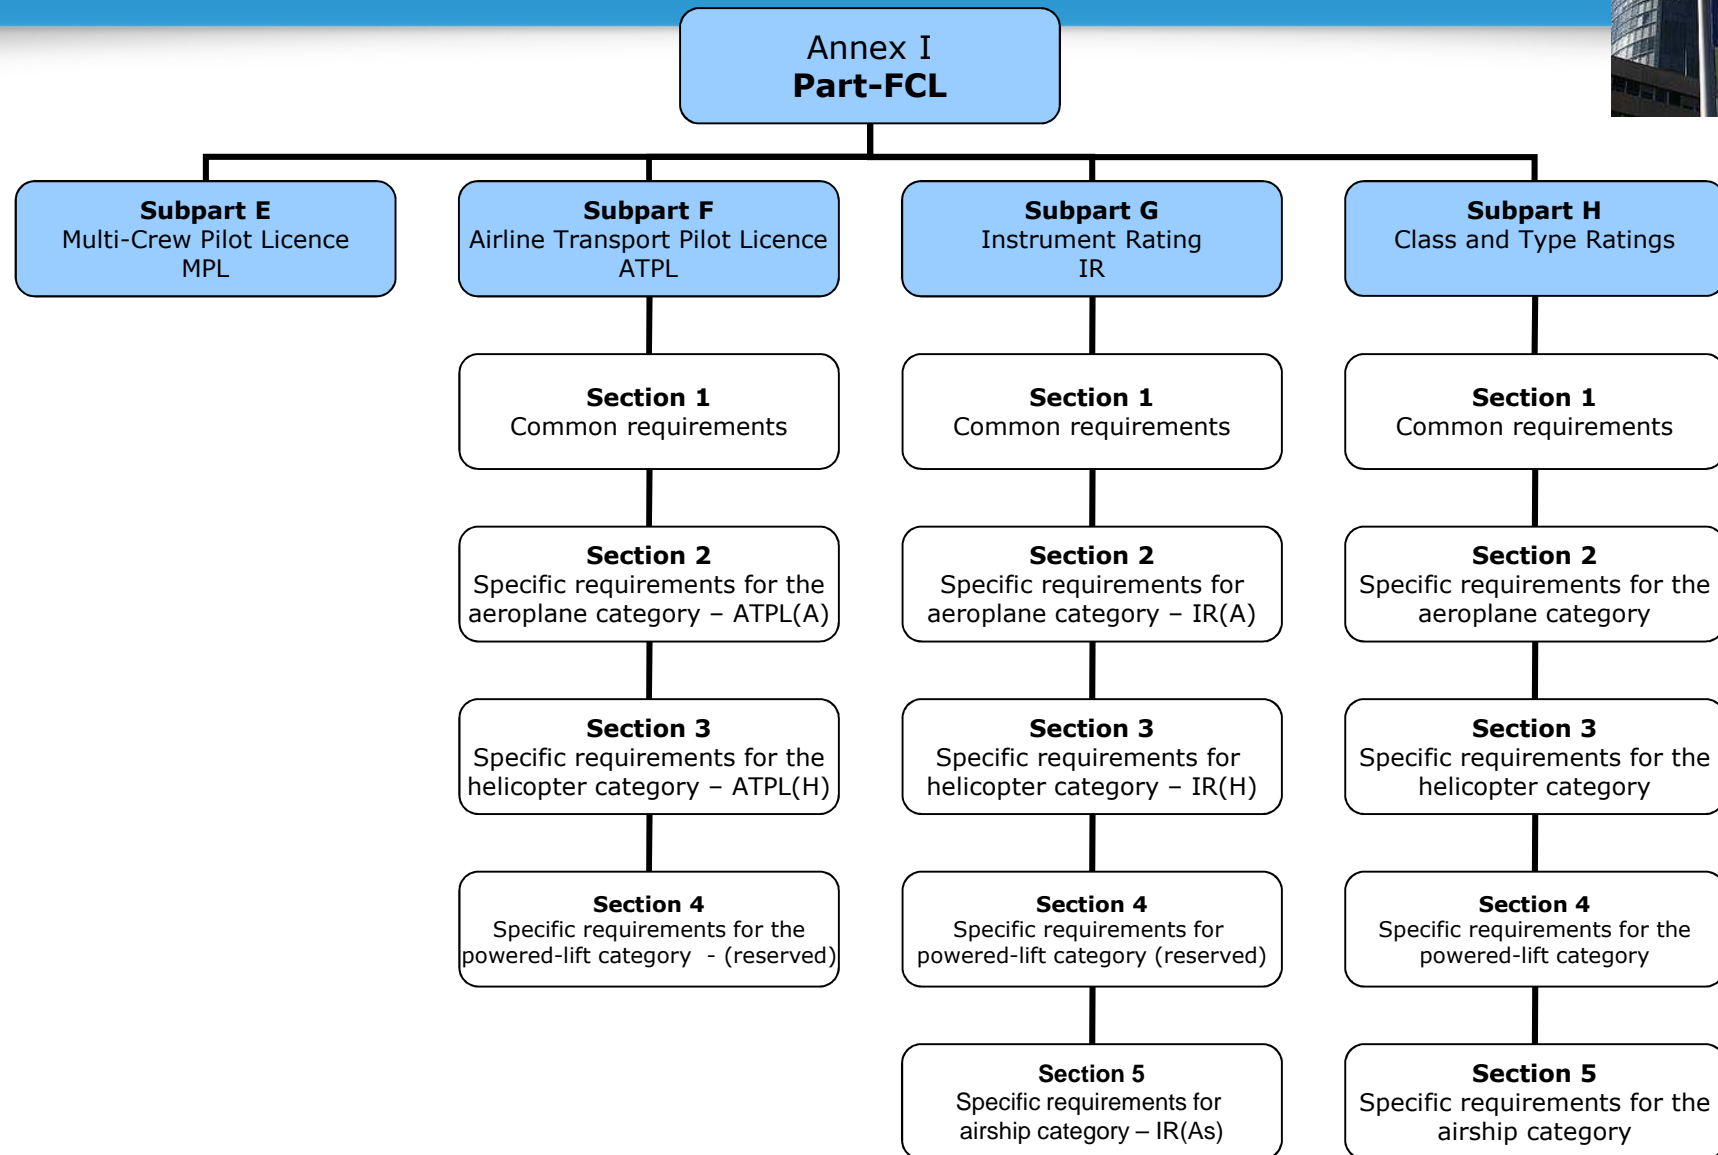 Annex I
Part-FCL
Subpart E
Multi-Crew Pilot Licence
MPL
Subpart F
Airline Transport Pilot Licence
ATPL
Subpart G
Instrument Rating
IR
Subpart H
Class and Type Ratings
Section 1
Common requirements
Section 1
Common requirements
Section 1
Common requirements
Section 2
Specific requirements for the
aeroplane category – ATPL(A)
Section 2
Specific requirements for
aeroplane category – IR(A)
Section 2
Specific requirements for the
aeroplane category
Section 3
Specific requirements for the
helicopter category – ATPL(H)
Section 3
Specific requirements for
helicopter category – IR(H)
Section 3
Specific requirements for the
helicopter category
Section 4
Specific requirements for the
powered-lift category - (reserved)
Section 4
Specific requirements for
powered-lift category (reserved)
Section 4
Specific requirements for the
powered-lift category
Section 5
Specific requirements for
airship category – IR(As)
Section 5
Specific requirements for the
airship category